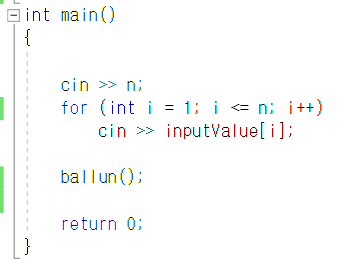 int main()
{
cin >> n;
for (int i = 1; i <= n; i++)
cin >> inputValue[i];
ballun();
return 0;
}